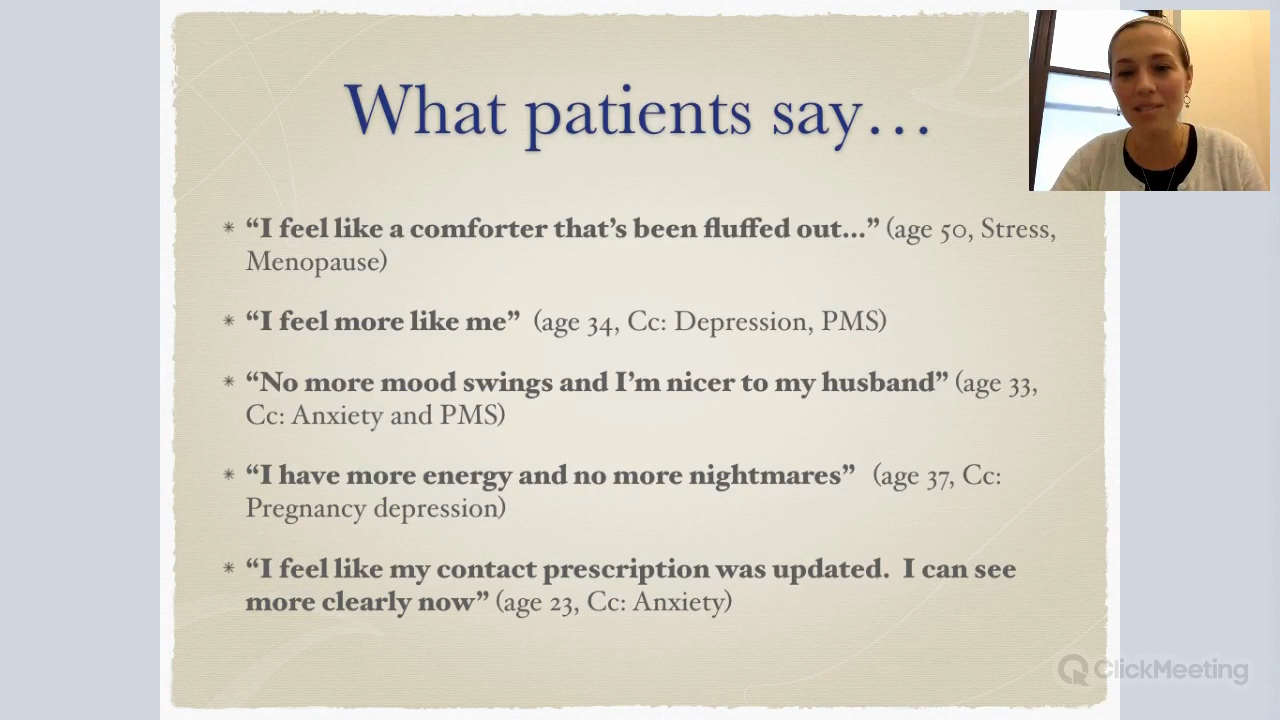 What patients say…
* “I feel like a comforter that’s been fluffed out...” (age 50, Stress,
Menopause)
* “I feel more like me” (age 34, Cc: Depression, PMS)
* “No more mood swings and I’m nicer to my husband” (age 33,
Cc: Anxiety and PMS)
* “I have more energy and no more nightmares” (age 37, Cc:
Pregnancy depression)
* “I feel like my contact prescription was updated. I can see
more clearly now” (age 23, Cc: Anxiety)
ClickMeeting